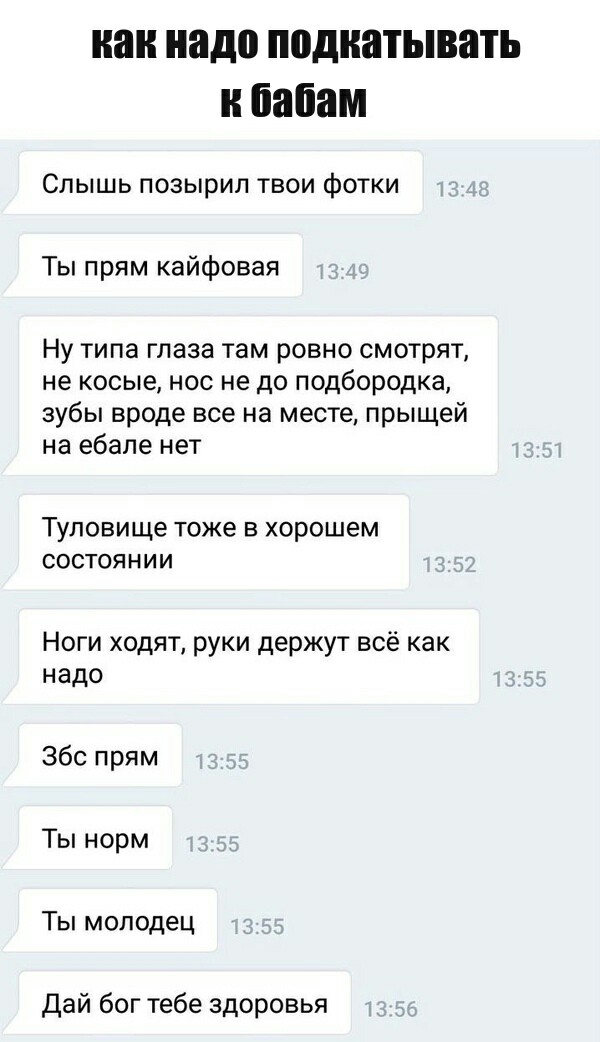 как надо подкатывать
к бабам
Слышь позырил твои фотки 13:48
Ты прям кайфовая 13:49
Ну типа глаза там ровно смотрят,
не косые, нос не до подбородка,
зубы вроде все на месте, прыщей
на ебале нет 13:51
Туловище тоже в хорошем
состоянии 13:52
Ноги ходят, руки держут всё как
надо 13:55
Збс прям 13:55
Ты норм 13:55
Ты молодец 13:55
Дай бог тебе здоровья 13:56